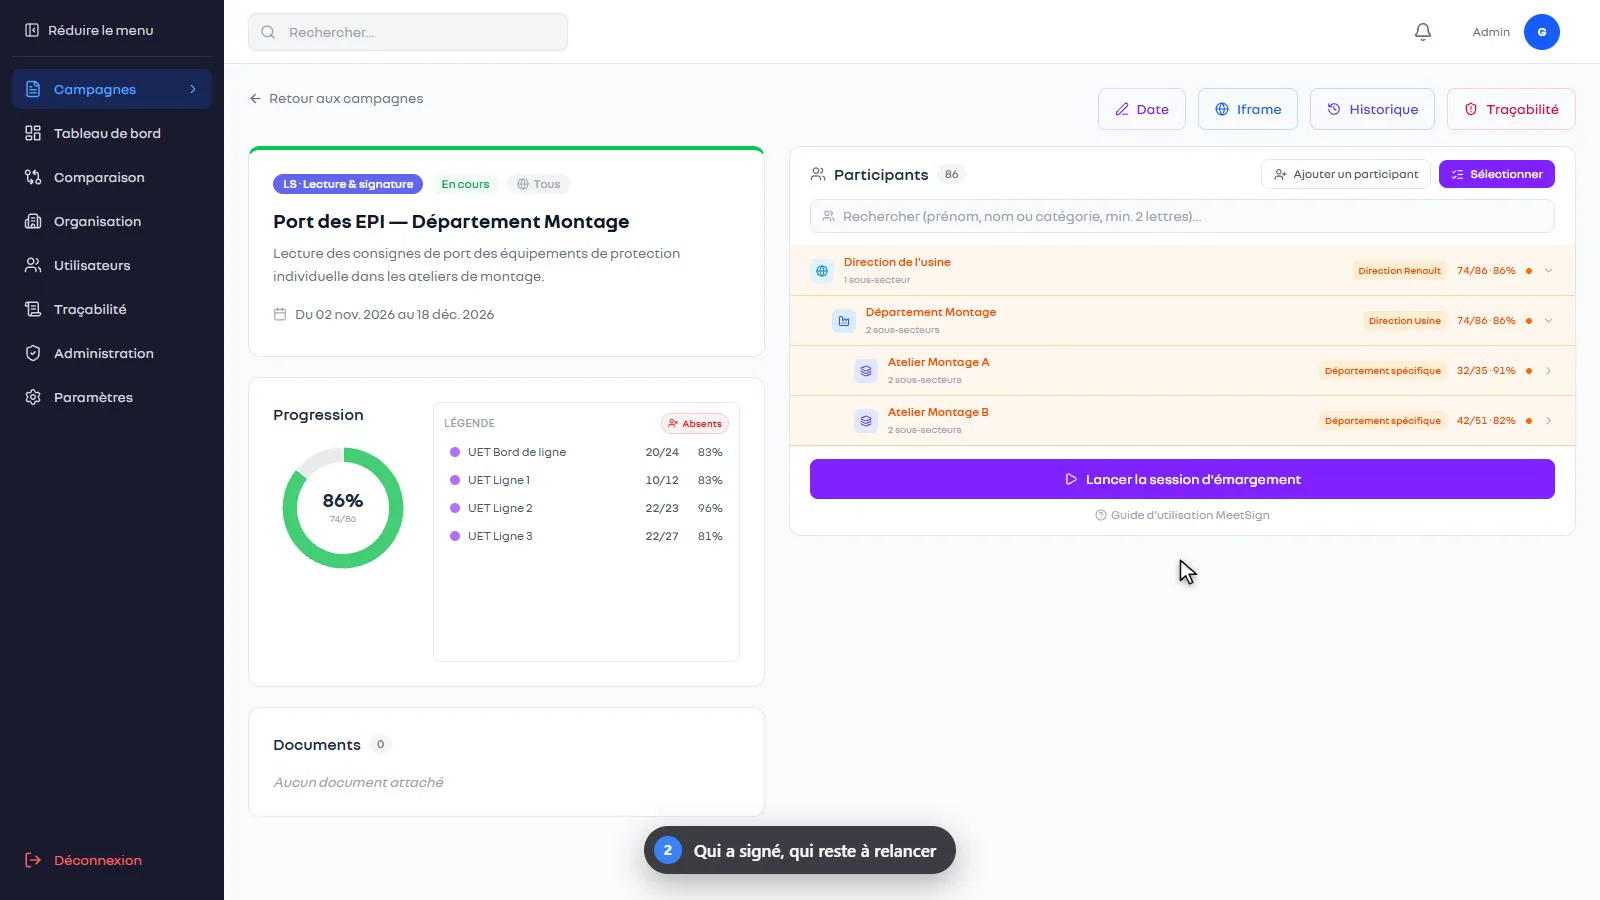 Réduire le menu
Campagnes
Tableau de bord
Comparaison
Organisation
Utilisateurs
Traçabilité
Administration
Paramètres
Déconnexion
Rechercher...
Admin
G
Retour aux campagnes
Date
Iframe
Historique
Traçabilité
LS · Lecture & signature
En cours
Tous
Port des EPI — Département Montage
Lecture des consignes de port des équipements de protection
individuelle dans les ateliers de montage.
Du 02 nov. 2026 au 18 déc. 2026
Progression
86%
74/86
LÉGENDE
Absents
UET Bord de ligne 20/24 83%
UET Ligne 1 10/12 83%
UET Ligne 2 22/23 96%
UET Ligne 3 22/27 81%
Documents 0
Aucun document attaché
Participants 86
Ajouter un participant
Sélectionner
Rechercher (prénom, nom ou catégorie, min. 2 lettres)...
Direction de l'usine
1 sous-secteur
Direction Renault 74/86 · 86%
Département Montage
2 sous-secteurs
Direction Usine 74/86 · 86%
Atelier Montage A
2 sous-secteurs
Département spécifique 32/35 · 91%
Atelier Montage B
2 sous-secteurs
Département spécifique 42/51 · 82%
Lancer la session d'émargement
Guide d'utilisation MeetSign
2 Qui a signé, qui reste à relancer